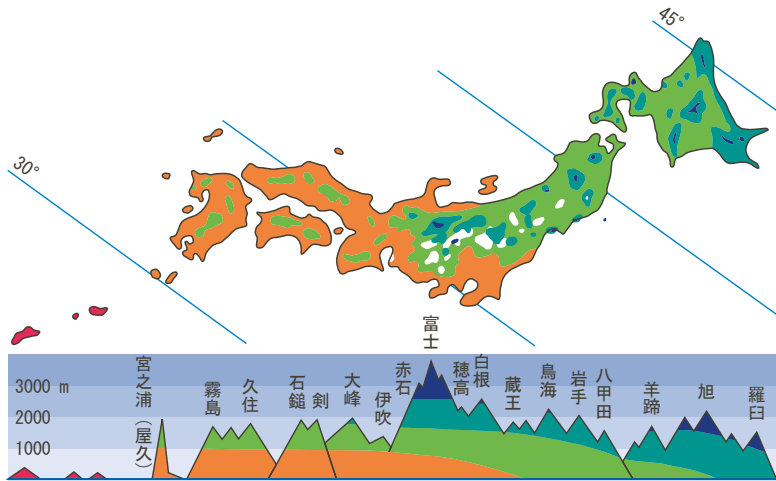 45°
30°
3000 m
2000
1000
宮之浦（屋久）
霧島
久住
石鎚
剣
大峰
伊吹
赤石
富士
穂高
白根
蔵王
鳥海
岩手
八甲田
羊蹄
旭
羅臼